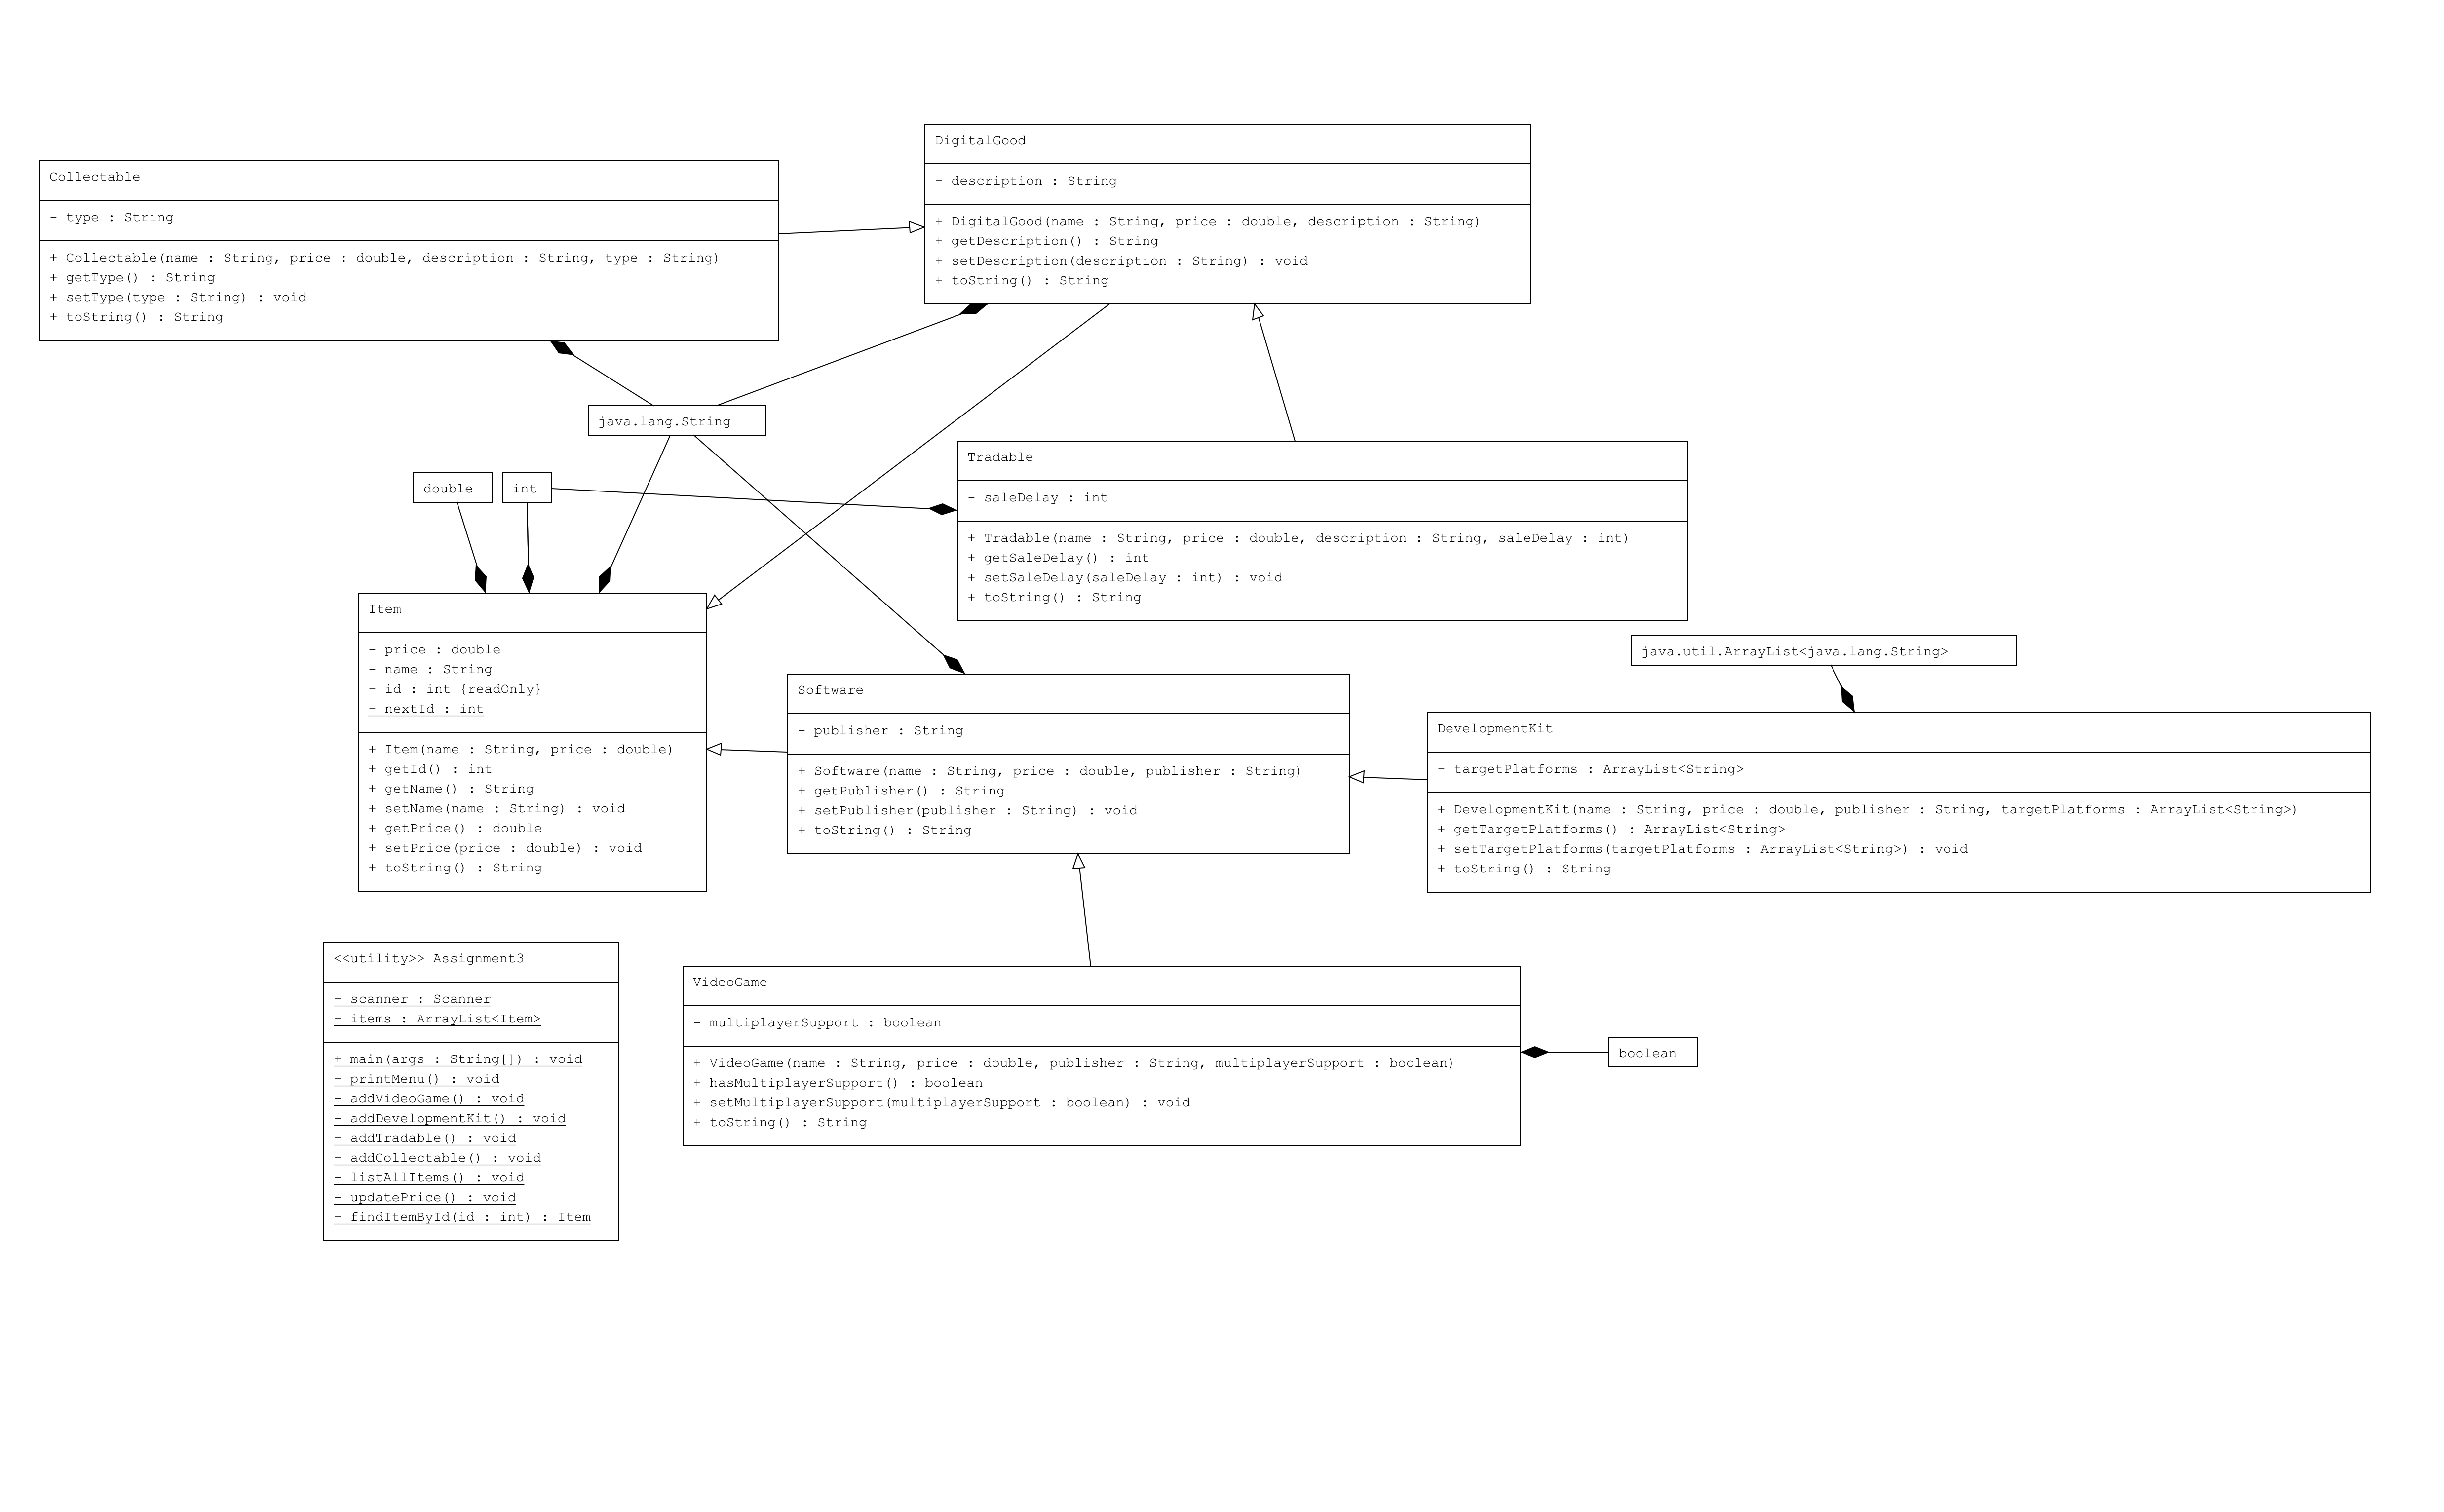 DigitalGood
- description : String
+ DigitalGood(name : String, price : double, description : String)
+ getDescription() : String
+ setDescription(description : String) : void
+ toString() : String
Collectable
- type : String
+ Collectable(name : String, price : double, description : String, type : String)
+ getType() : String
+ setType(type : String) : void
+ toString() : String
java.lang.String
double
int
Tradable
- saleDelay : int
+ Tradable(name : String, price : double, description : String, saleDelay : int)
+ getSaleDelay() : int
+ setSaleDelay(saleDelay : int) : void
+ toString() : String
Item
- price : double
- name : String
- id : int {readOnly}
- nextId : int
+ Item(name : String, price : double)
+ getId() : int
+ getName() : String
+ setName(name : String) : void
+ getPrice() : double
+ setPrice(price : double) : void
+ toString() : String
Software
- publisher : String
+ Software(name : String, price : double, publisher : String)
+ getPublisher() : String
+ setPublisher(publisher : String) : void
+ toString() : String
java.util.ArrayList<java.lang.String>
DevelopmentKit
- targetPlatforms : ArrayList<String>
+ DevelopmentKit(name : String, price : double, publisher : String, targetPlatforms : ArrayList<String>)
+ getTargetPlatforms() : ArrayList<String>
+ setTargetPlatforms(targetPlatforms : ArrayList<String>) : void
+ toString() : String
<<utility>> Assignment3
- scanner : Scanner
- items : ArrayList<Item>
+ main(args : String[]) : void
- printMenu() : void
- addVideoGame() : void
- addDevelopmentKit() : void
- addTradable() : void
- addCollectable() : void
- listAllItems() : void
- updatePrice() : void
- findItemById(id : int) : Item
VideoGame
- multiplayerSupport : boolean
+ VideoGame(name : String, price : double, publisher : String, multiplayerSupport : boolean)
+ hasMultiplayerSupport() : boolean
+ setMultiplayerSupport(multiplayerSupport : boolean) : void
+ toString() : String
boolean